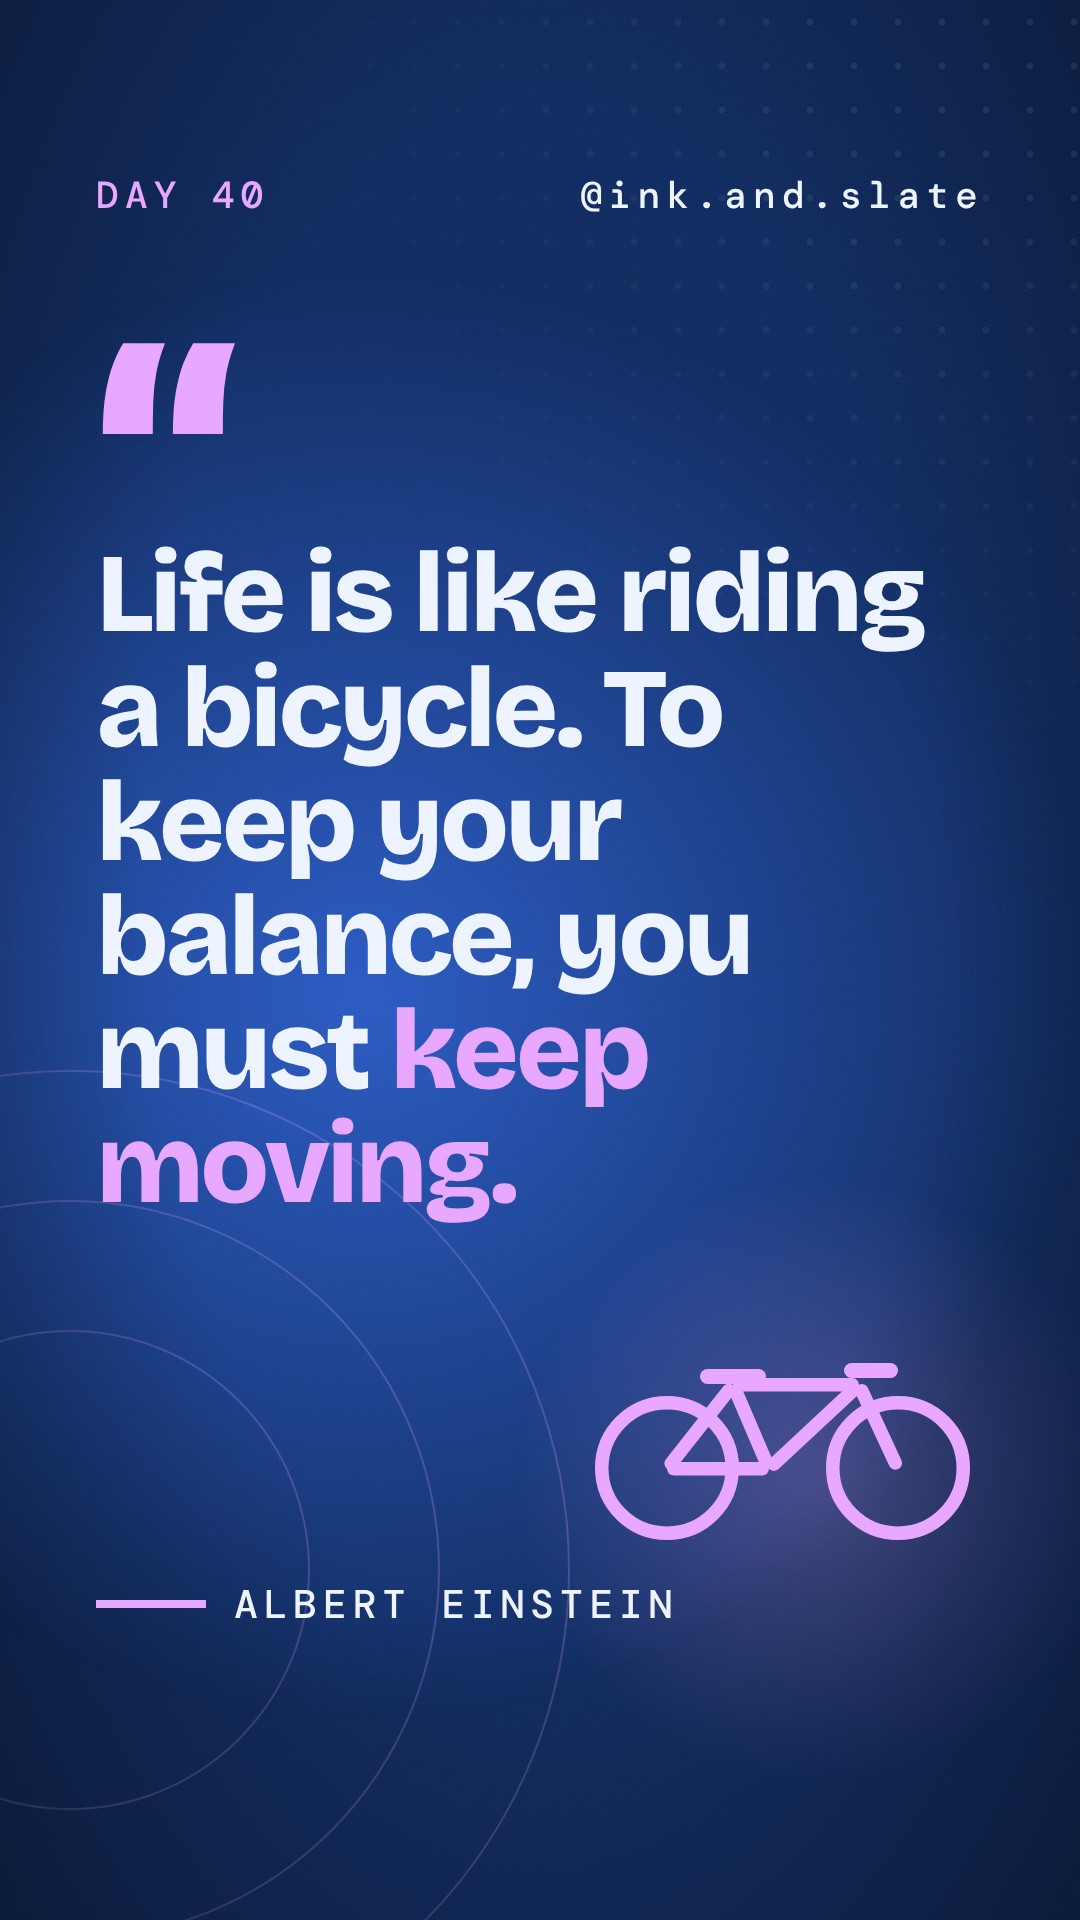 DAY 40
@ink.and.slate
“
Life is like riding
a bicycle. To
keep your
balance, you
must keep
moving.
ALBERT EINSTEIN